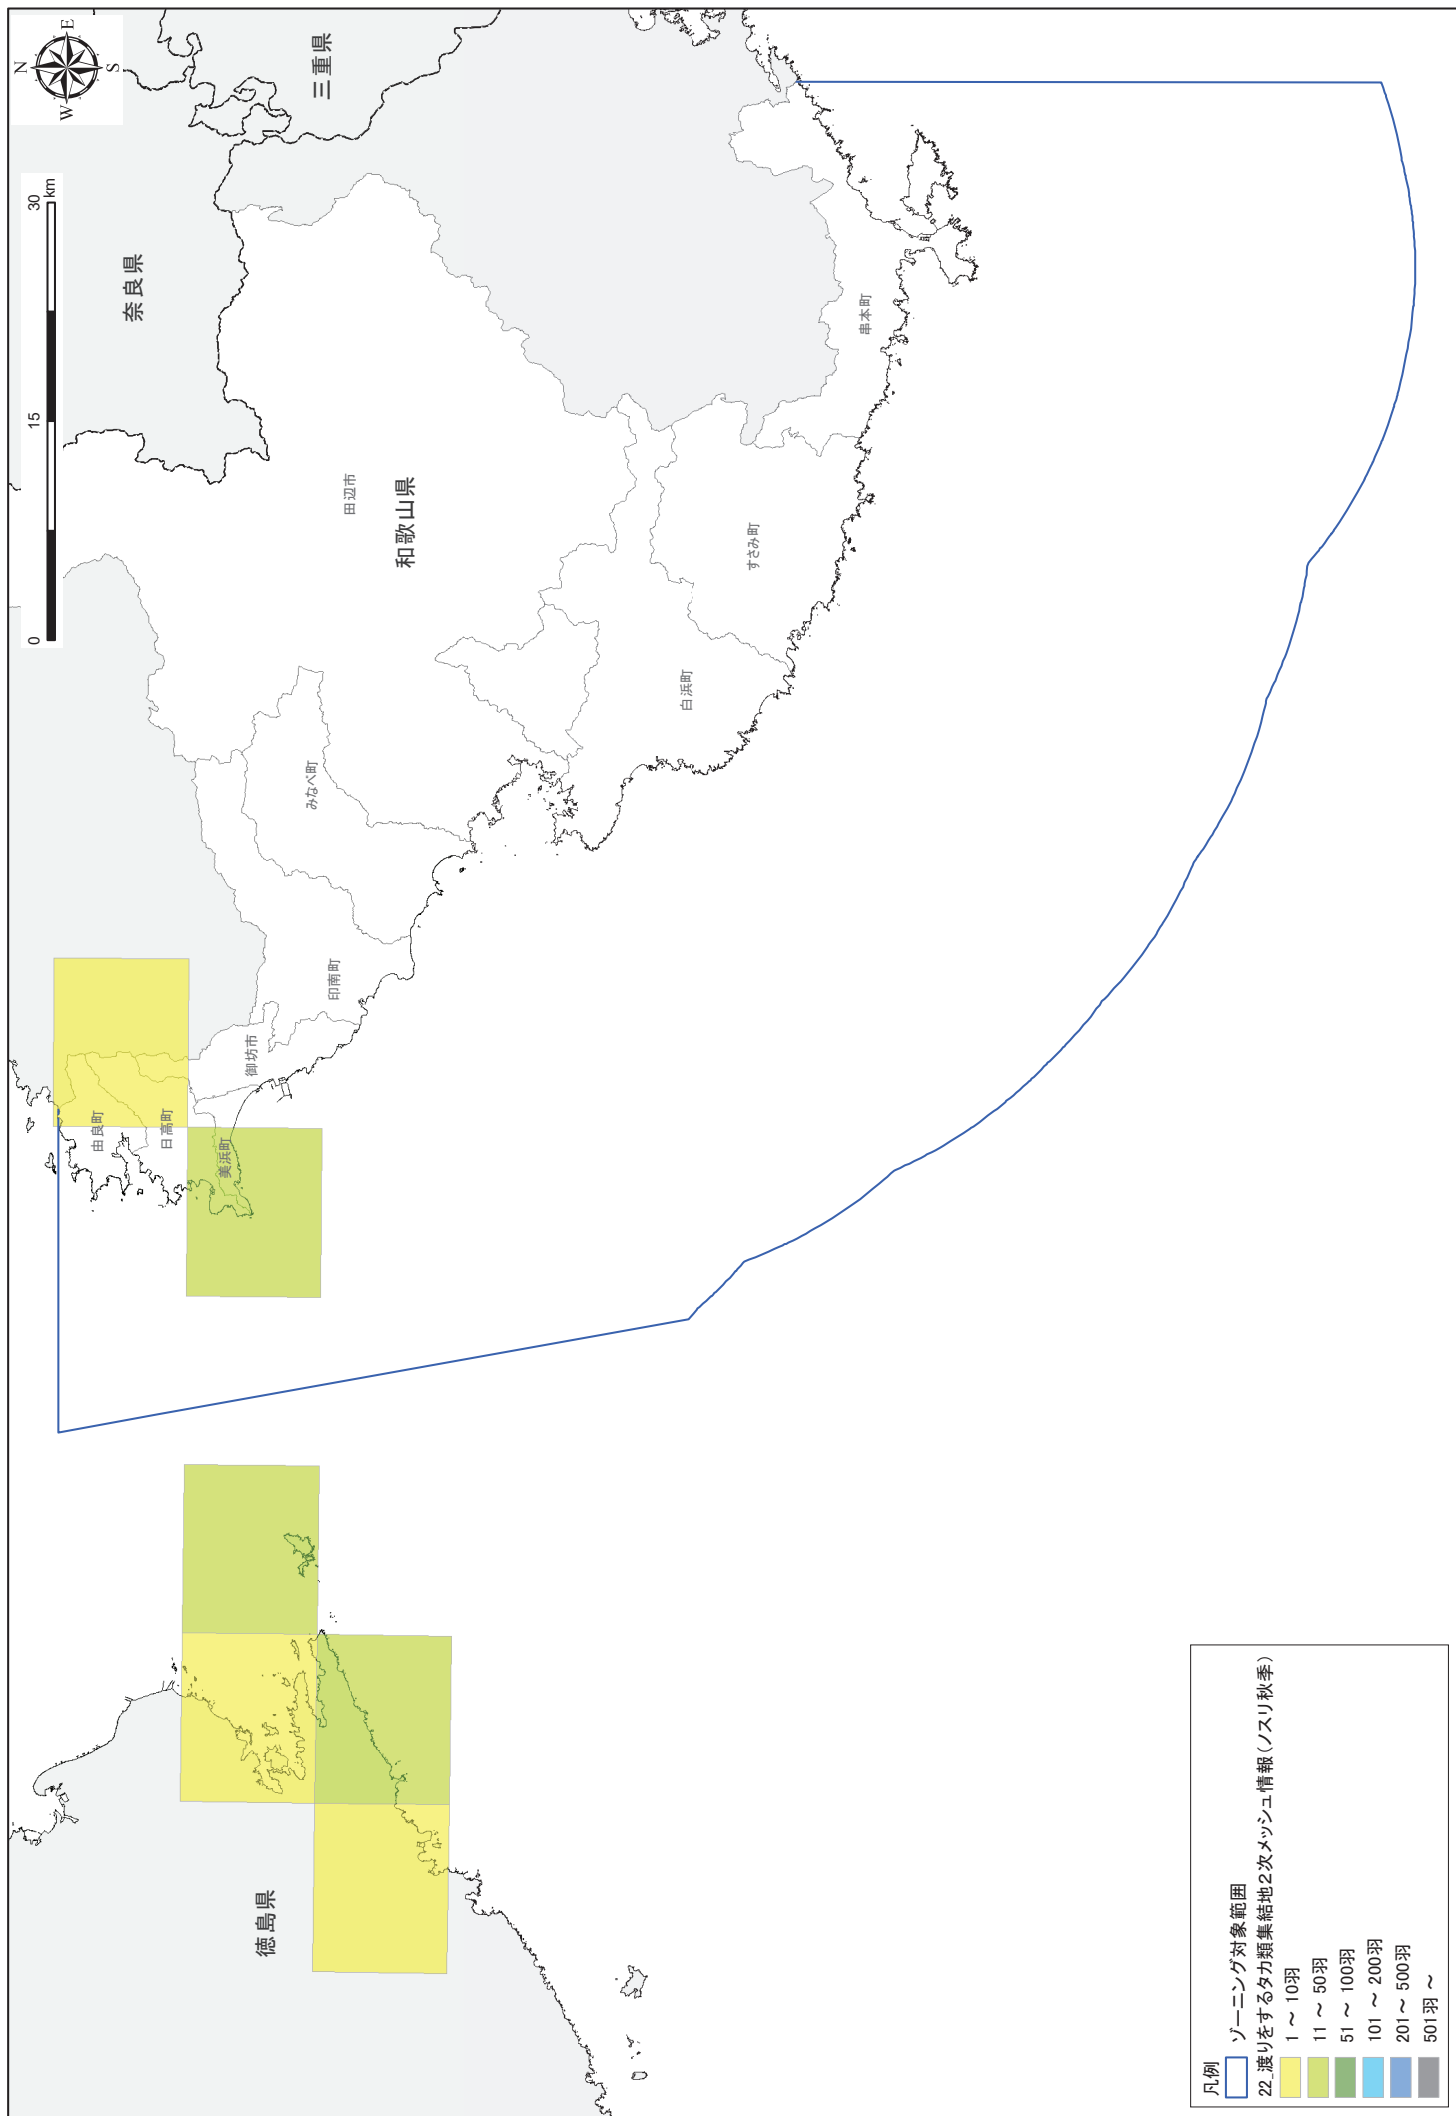 N
W
E
S
0
15
30
km
奈良県
三重県
和歌山県
徳島県
田辺市
みなべ町
印南町
御坊市
由良町
日高町
美浜町
白浜町
すさみ町
串本町
凡例
ゾーニング対象範囲
22_渡りをするタカ類集結地2次メッシュ情報(ノスリ秋季)
1 ～ 10羽
11 ～ 50羽
51 ～ 100羽
101 ～ 200羽
201～ 500羽
501羽 ～